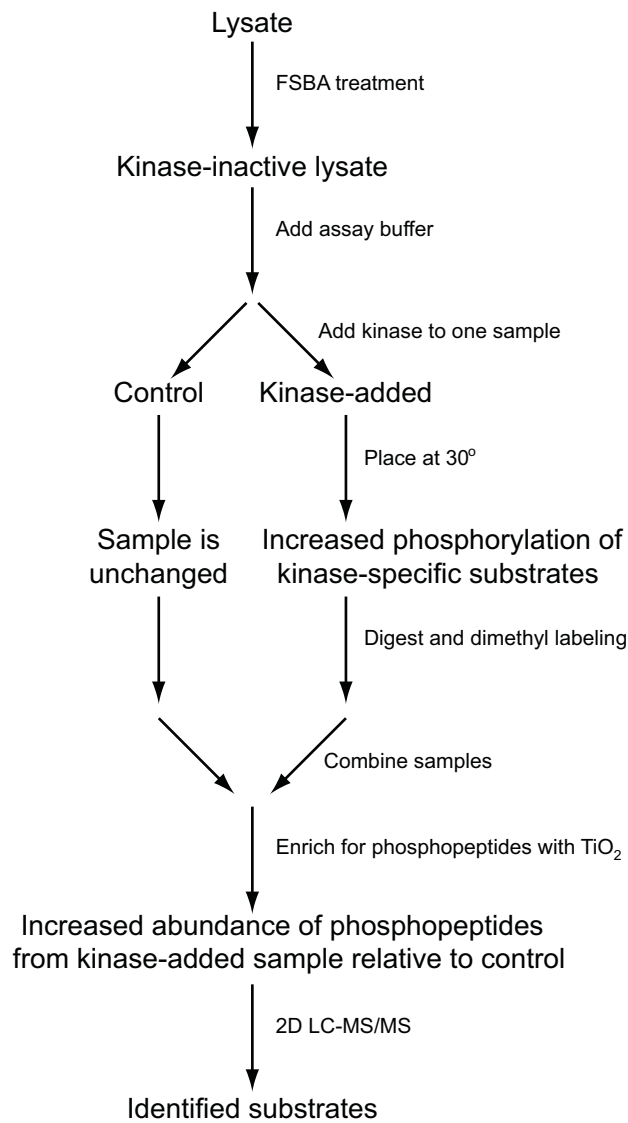 Lysate
FSBA treatment
Kinase-inactive lysate
Add assay buffer
Add kinase to one sample
Control
Kinase-added
Place at 30º
Sample is
unchanged
Increased phosphorylation of
kinase-specific substrates
Digest and dimethyl labeling
Combine samples
Enrich for phosphopeptides with TiO₂
Increased abundance of phosphopeptides
from kinase-added sample relative to control
2D LC-MS/MS
Identified substrates